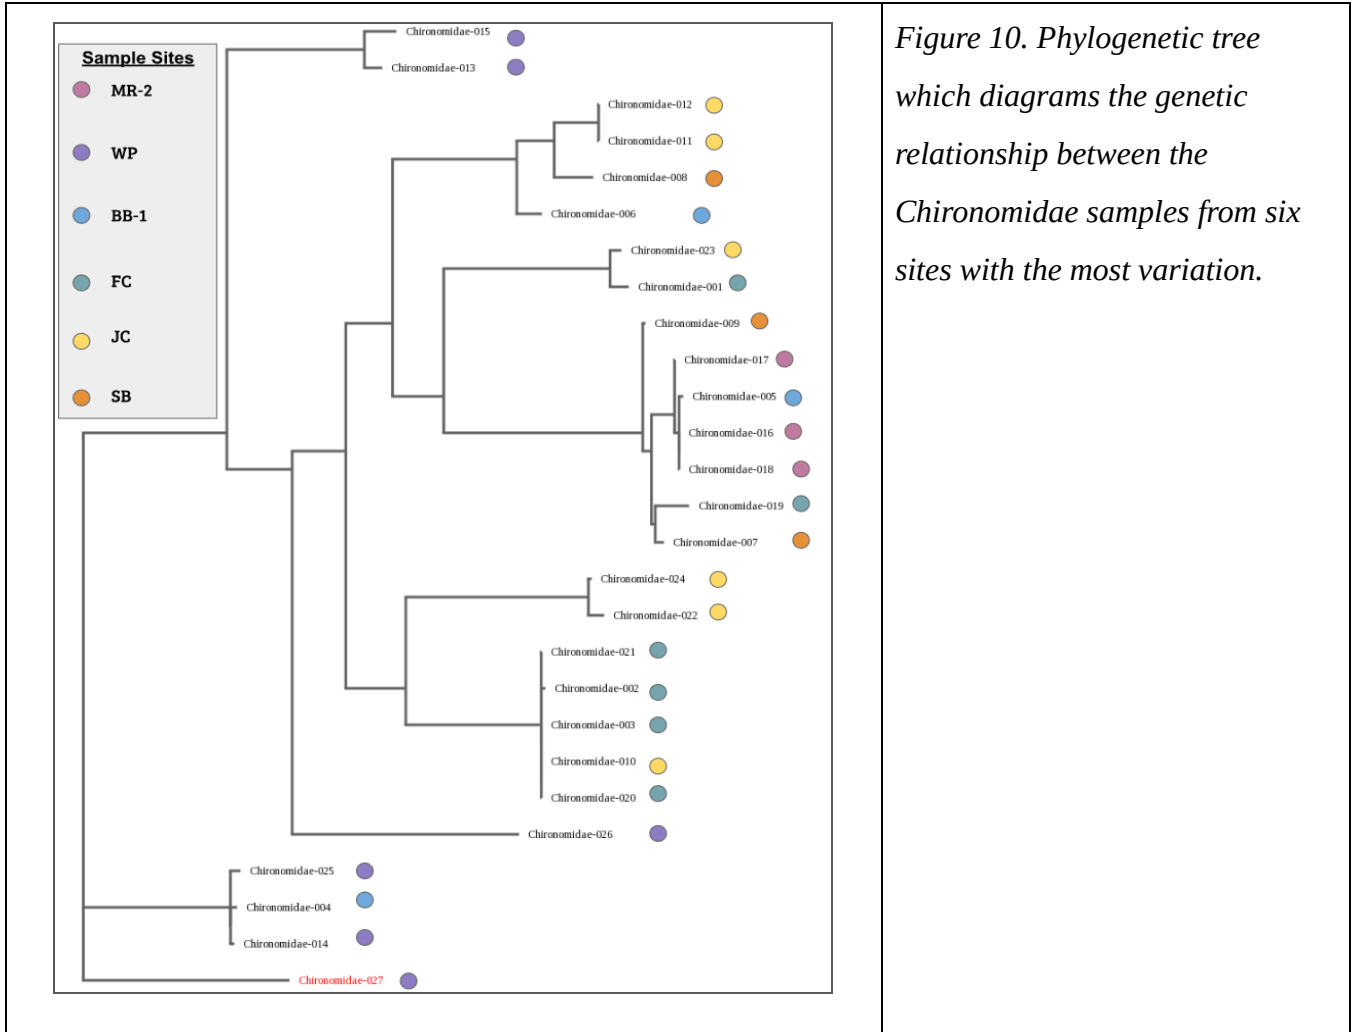 Sample Sites
MR-2
WP
BB-1
FC
JC
SB
Chironomidae-015
Chironomidae-013
Chironomidae-012
Chironomidae-011
Chironomidae-008
Chironomidae-006
Chironomidae-023
Chironomidae-001
Chironomidae-009
Chironomidae-017
Chironomidae-005
Chironomidae-016
Chironomidae-018
Chironomidae-019
Chironomidae-007
Chironomidae-024
Chironomidae-022
Chironomidae-021
Chironomidae-002
Chironomidae-003
Chironomidae-010
Chironomidae-020
Chironomidae-026
Chironomidae-025
Chironomidae-004
Chironomidae-014
Chironomidae-027
Figure 10. Phylogenetic tree
which diagrams the genetic
relationship between the
Chironomidae samples from six
sites with the most variation.